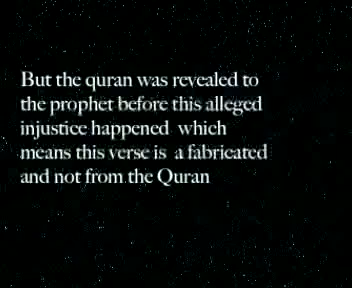 But the quran was revealed to
the prophet before this alleged
injustice happened which
means this verse is a fabricated
and not from the Quran